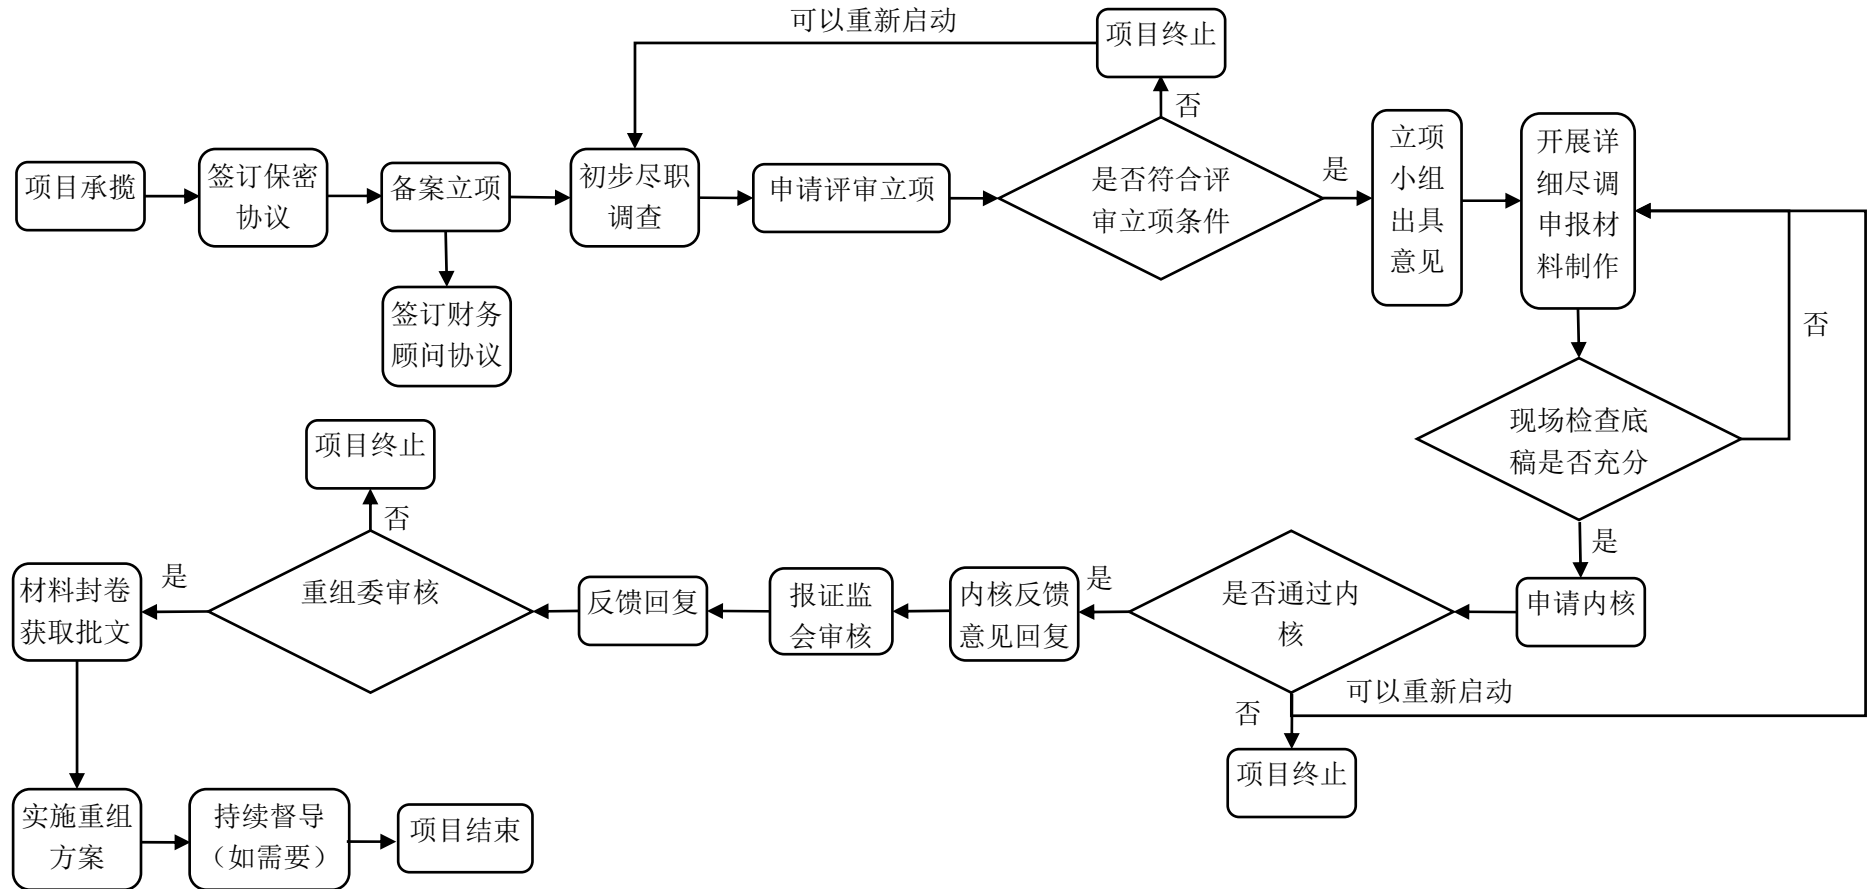 可以重新启动
项目终止
否
项目承揽
签订保密
协议
备案立项
初步尽职
调查
申请评审立项
是否符合评
审立项条件
是
立项
小组
出具
意见
开展详
细尽调
申报材
料制作
签订财务
顾问协议
否
现场检查底
稿是否充分
是
项目终止
否
材料封卷
获取批文
是
重组委审核
反馈回复
报证监
会审核
内核反馈
意见回复
是
是否通过内
核
申请内核
可以重新启动
否
项目终止
实施重组
方案
持续督导
（如需要）
项目结束